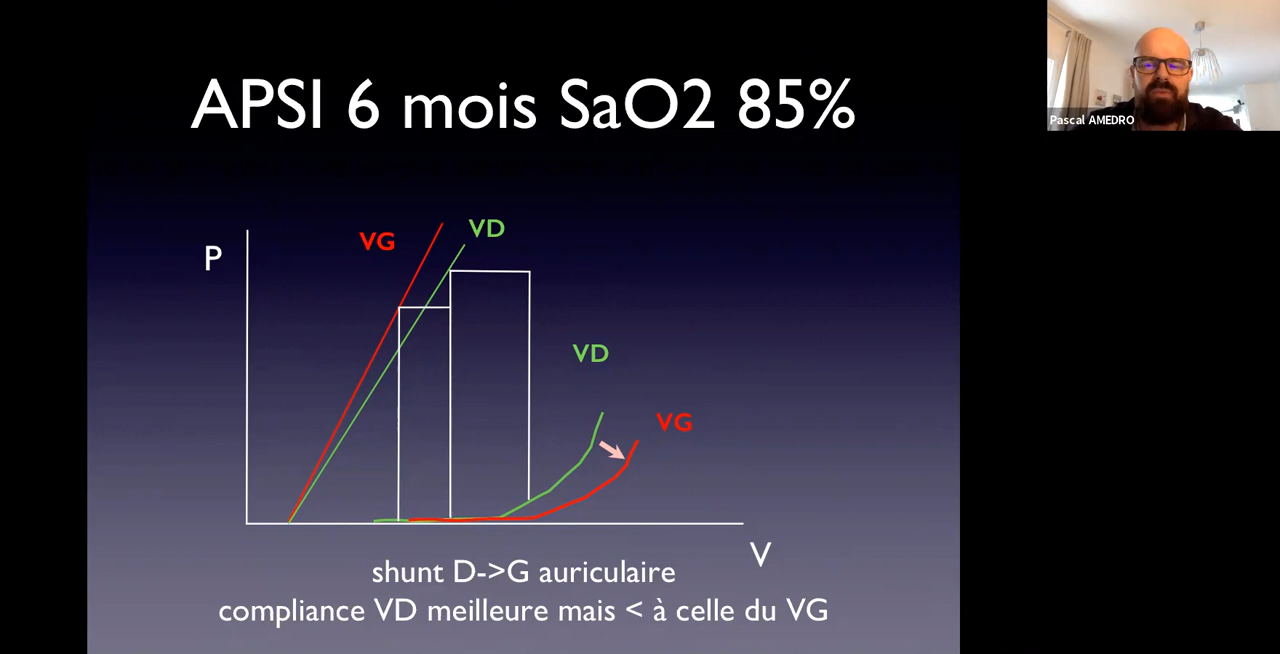 APSI 6 mois SaO2 85%
Pascal AMEDRO
VG
VD
P
VD
VG
V
shunt D->G auriculaire
compliance VD meilleure mais < à celle du VG